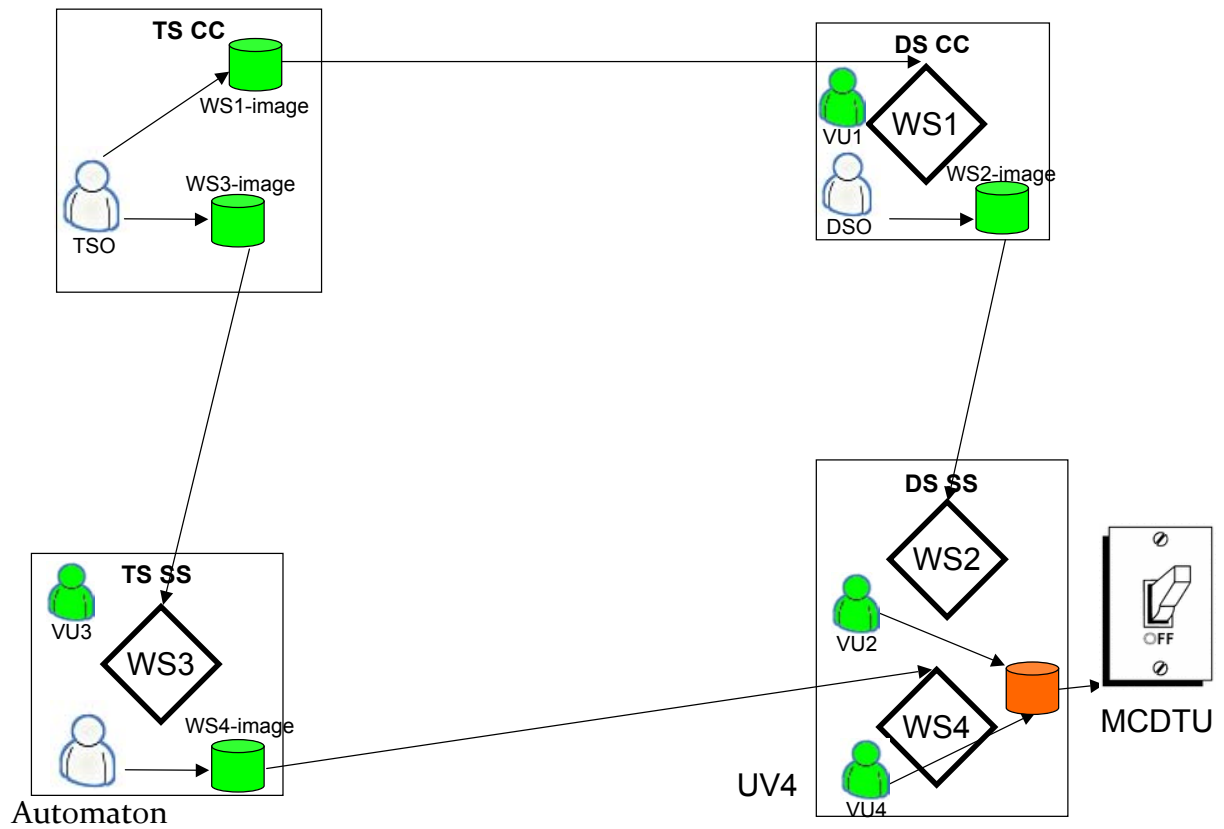 TS CC
WS1-image
WS3-image
TSO
DS CC
VU1
WS1
WS2-image
DSO
TS SS
VU3
WS3
WS4-image
Automaton
DS SS
WS2
VU2
WS4
UV4
VU4
OFF
MCDTU